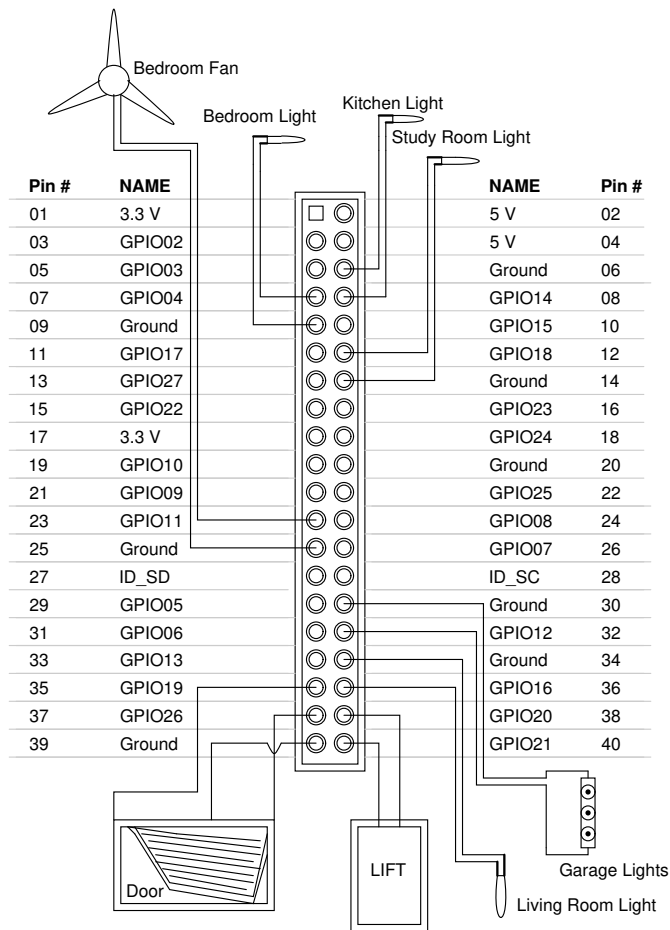 Bedroom Fan
Bedroom Light
Kitchen Light
Study Room Light
Pin # NAME NAME Pin #
01 3.3 V 5 V 02
03 GPIO02 5 V 04
05 GPIO03 Ground 06
07 GPIO04 GPIO14 08
09 Ground GPIO15 10
11 GPIO17 GPIO18 12
13 GPIO27 Ground 14
15 GPIO22 GPIO23 16
17 3.3 V GPIO24 18
19 GPIO10 Ground 20
21 GPIO09 GPIO25 22
23 GPIO11 GPIO08 24
25 Ground GPIO07 26
27 ID_SD ID_SC 28
29 GPIO05 Ground 30
31 GPIO06 GPIO12 32
33 GPIO13 Ground 34
35 GPIO19 GPIO16 36
37 GPIO26 GPIO20 38
39 Ground GPIO21 40
Door
LIFT
Garage Lights
Living Room Light